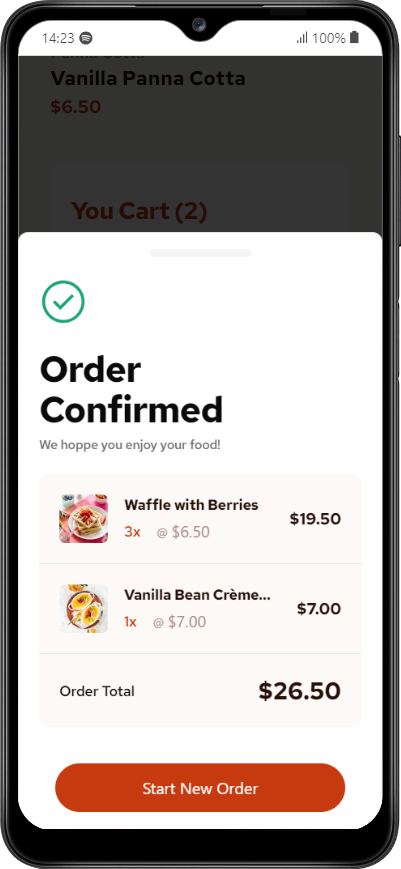 14:23
100%
Panna Cotta
Vanilla Panna Cotta
$6.50
You Cart (2)
Order
Confirmed
We hoppe you enjoy your food!
Waffle with Berries
3x @ $6.50
$19.50
Vanilla Bean Crème...
1x @ $7.00
$7.00
Order Total
$26.50
Start New Order